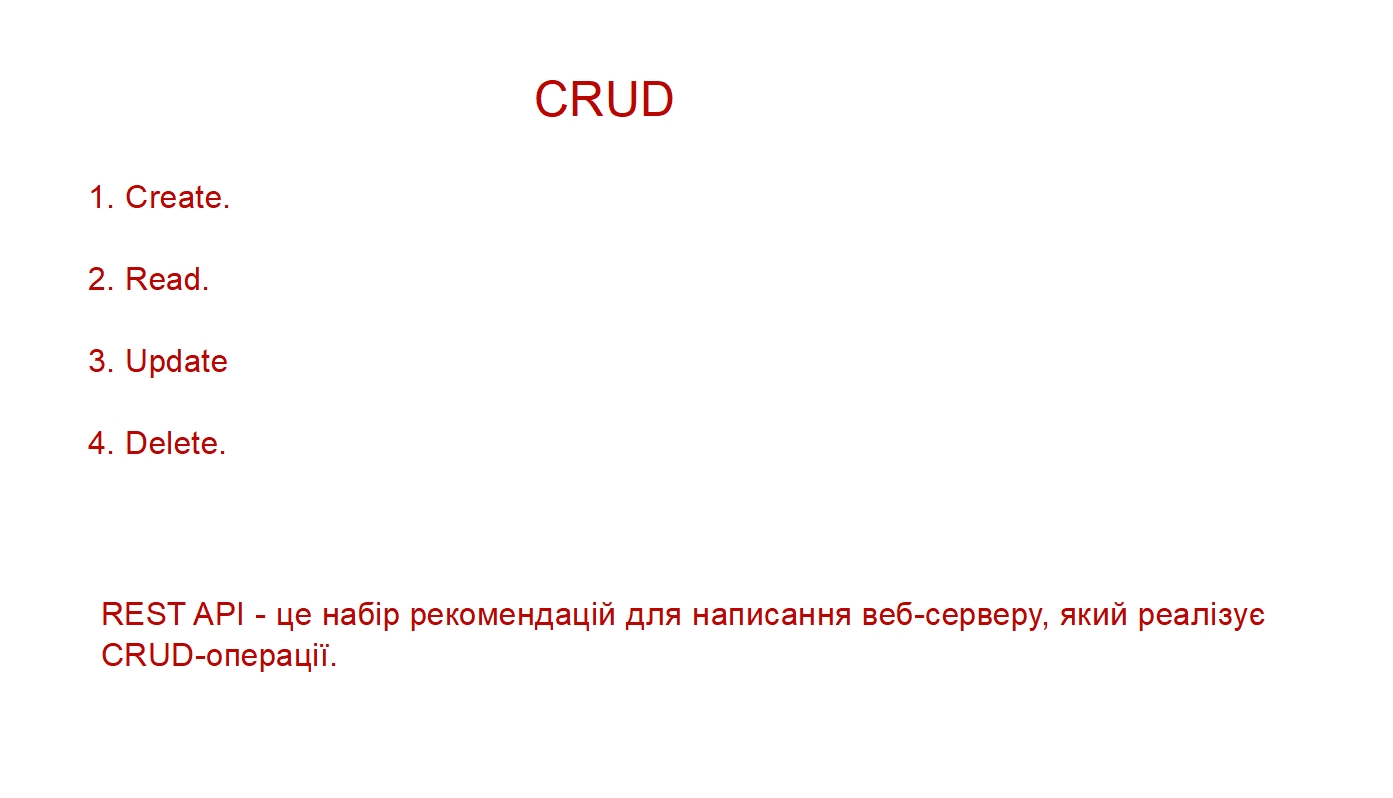 CRUD
1. Create.
2. Read.
3. Update
4. Delete.
REST API - це набір рекомендацій для написання веб-серверу, який реалізує
CRUD-операції.